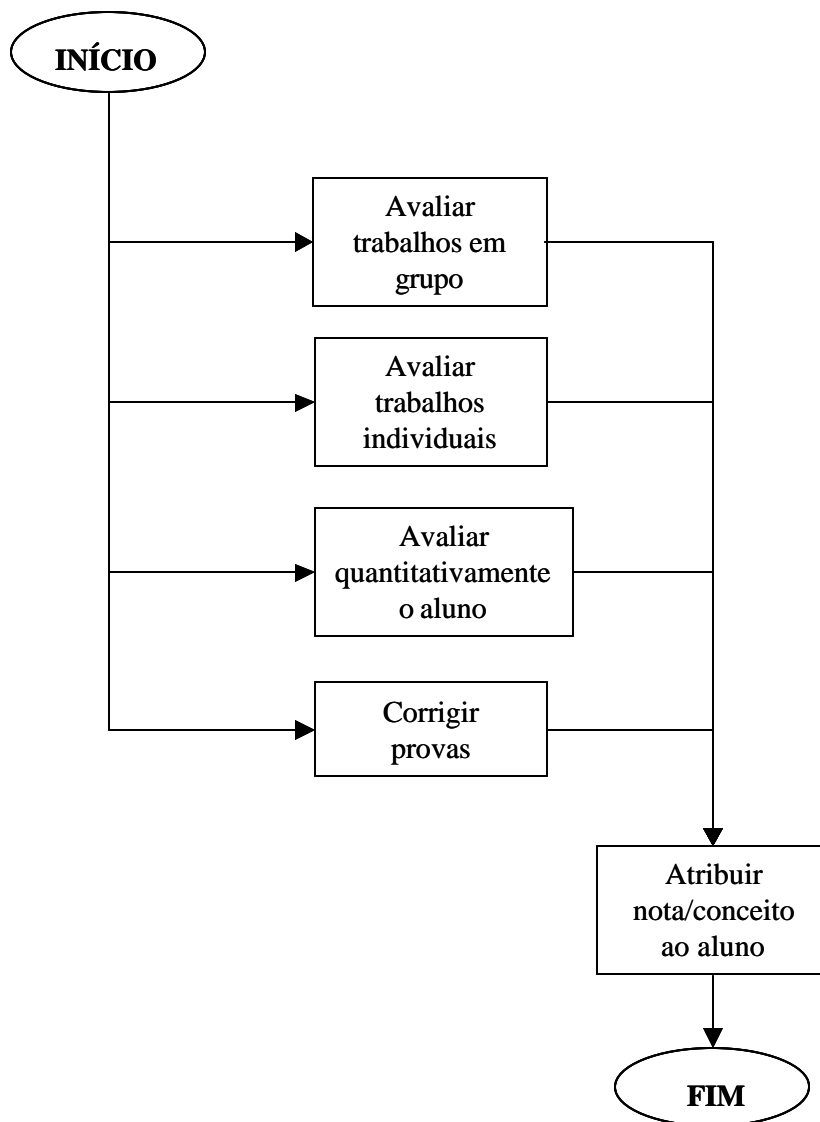 INÍCIO
Avaliar
trabalhos em
grupo
Avaliar
trabalhos
individuais
Avaliar
quantitativamente
o aluno
Corrigir
provas
Atribuir
nota/conceito
ao aluno
FIM